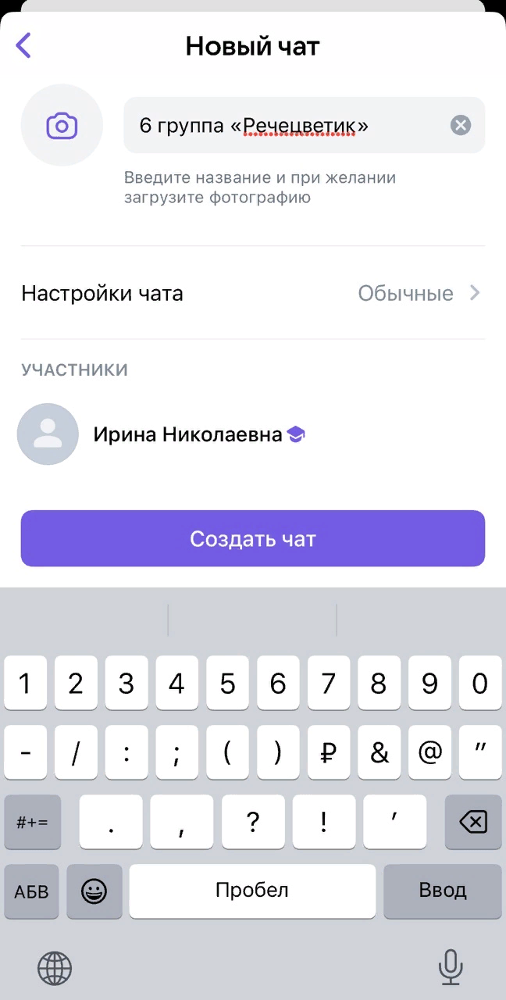 Новый чат
6 группа «Речецветик»
Введите название и при желании
загрузите фотографию
Настройки чата
Обычные
УЧАСТНИКИ
Ирина Николаевна
Создать чат
1 2 3 4 5 6 7 8 9 0
- / : ; ( ) ₽ & @ "
#+= . , ? ! ’
АБВ Пробел Ввод